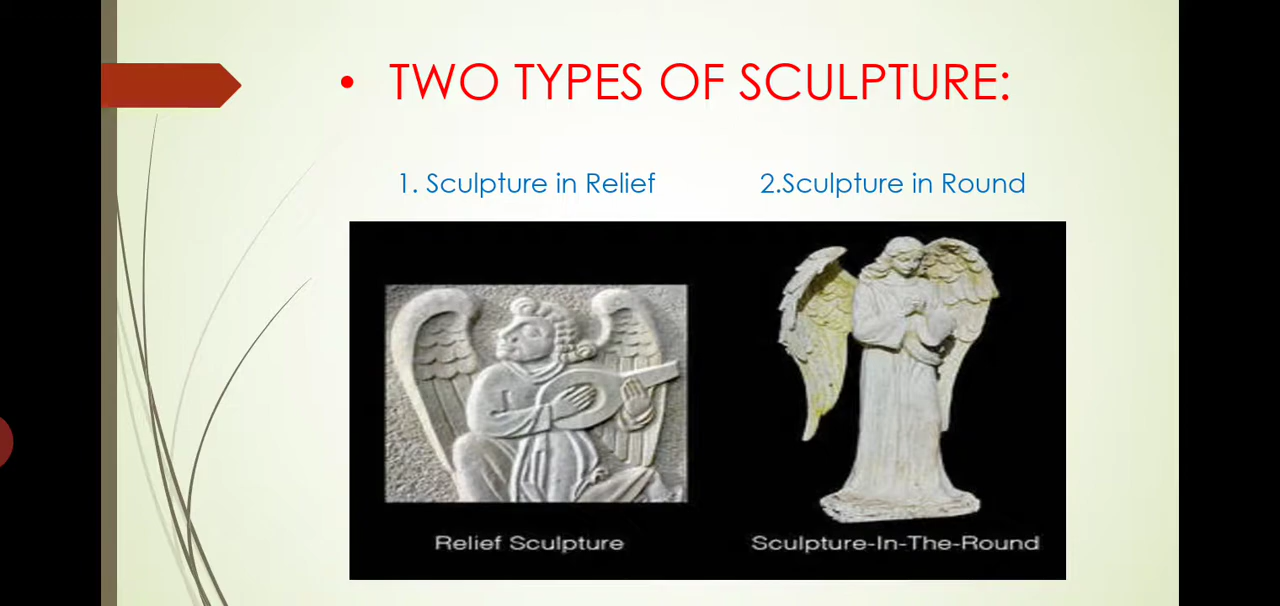 • TWO TYPES OF SCULPTURE:
1. Sculpture in Relief
2.Sculpture in Round
Relief Sculpture
Sculpture-In-The-Round